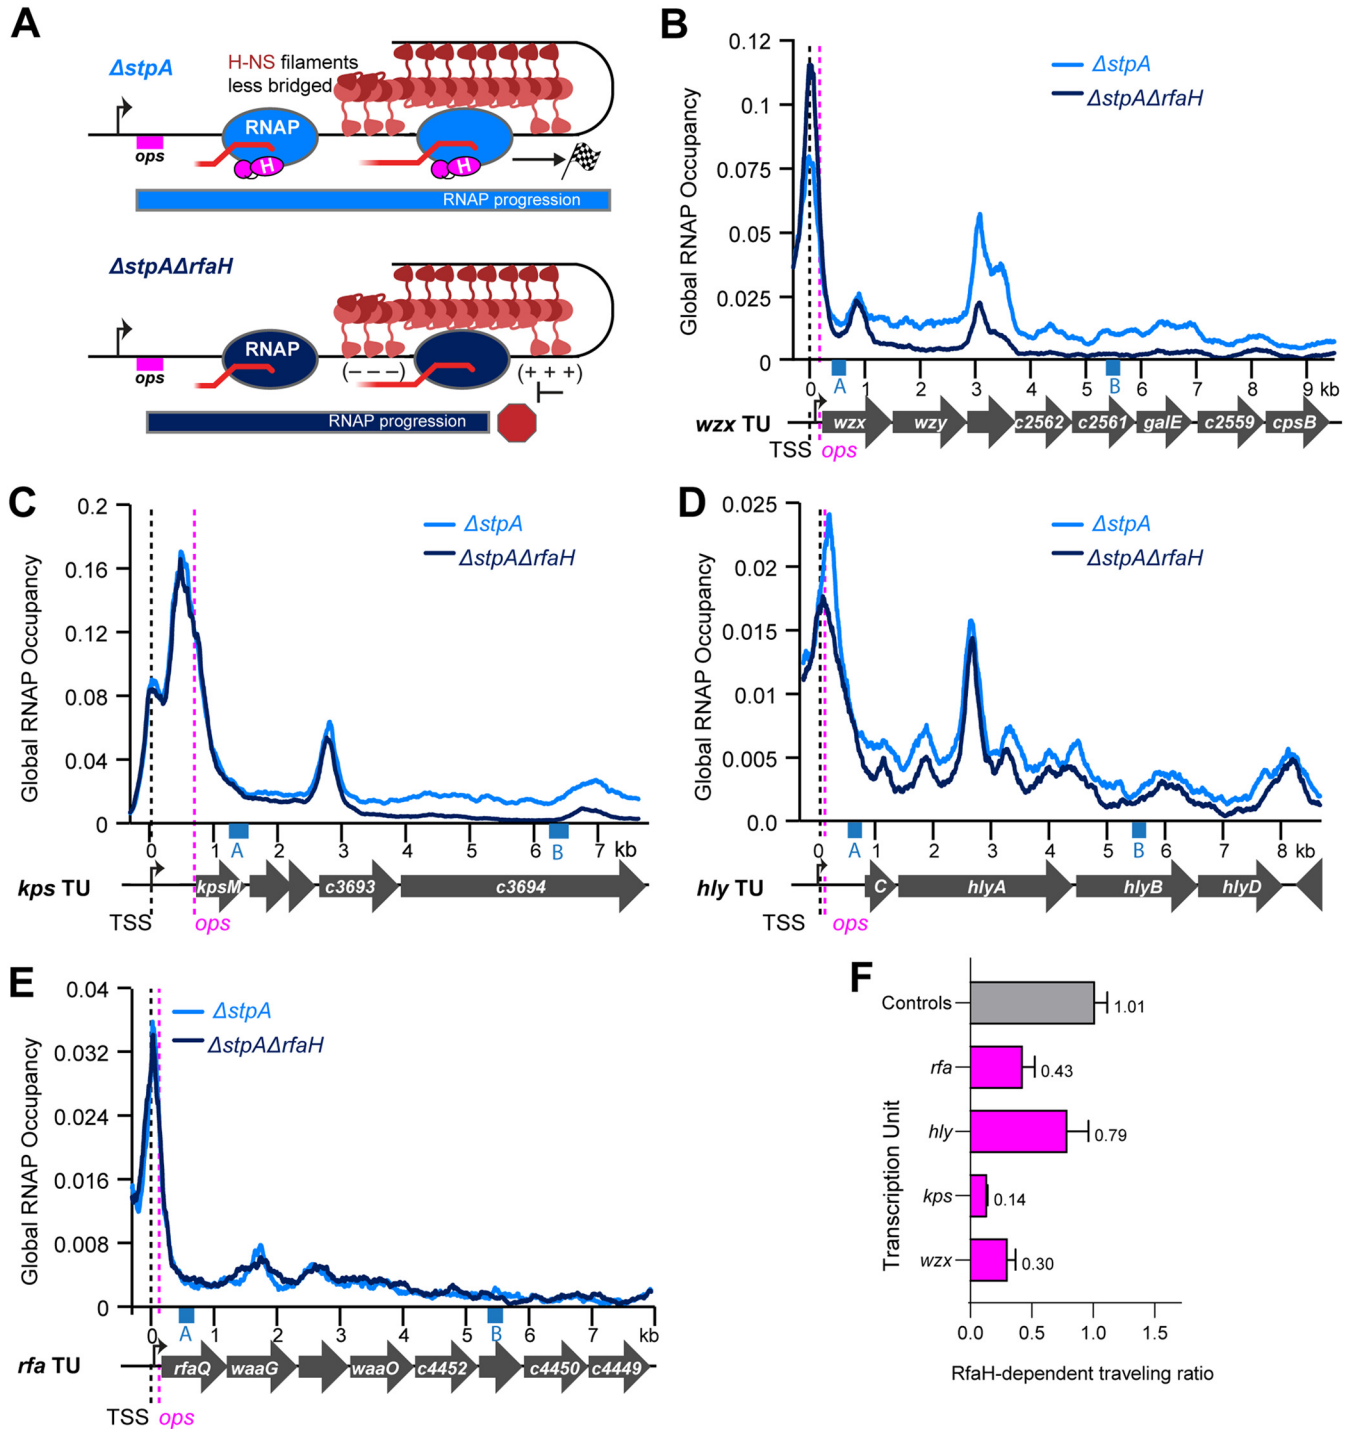 A
ΔstpA
H-NS filaments
less bridged
RNAP
ops
H
H
RNAP progression
ΔstpAΔrfaH
RNAP
ops
(− − −)
(+ + +)
RNAP progression
B
Global RNAP Occupancy
0.12
0.1
0.075
0.05
0.025
0
ΔstpA
ΔstpAΔrfaH
0 A 1 2 3 4 5 B 6 7 8 9 kb
wzx TU
wzx wzy c2562 c2561 galE c2559 cpsB
TSS ops
C
Global RNAP Occupancy
0.2
0.16
0.12
0.08
0.04
0
ΔstpA
ΔstpAΔrfaH
0 1 A 2 3 4 5 6 B 7 kb
kps TU
kpsM c3693 c3694
TSS ops
D
Global RNAP Occupancy
0.025
0.02
0.015
0.01
0.005
0.0
ΔstpA
ΔstpAΔrfaH
0 A 1 2 3 4 5 B 6 7 8 kb
hly TU
C hlyA hlyB hlyD
TSS ops
E
Global RNAP Occupancy
0.04
0.032
0.024
0.016
0.008
0
ΔstpA
ΔstpAΔrfaH
0 A 1 2 3 4 5 B 6 7 kb
rfa TU
rfaQ waaG waaO c4452 c4450 c4449
TSS ops
F
Transcription Unit
Controls 1.01
rfa 0.43
hly 0.79
kps 0.14
wzx 0.30
0.0 0.5 1.0 1.5
RfaH-dependent traveling ratio